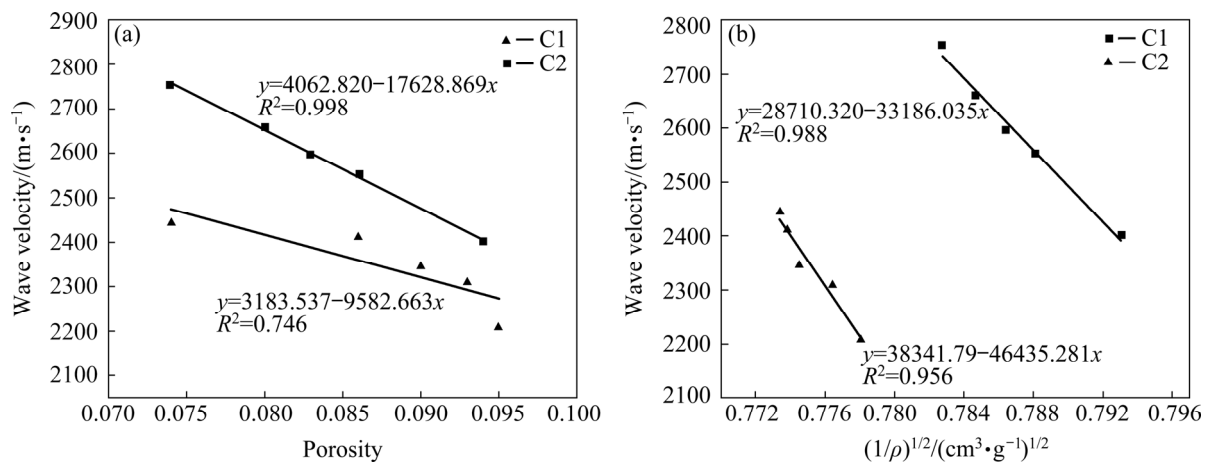 (a)
▲ — C1
■ — C2
y=4062.820−17628.869x
R²=0.998
y=3183.537−9582.663x
R²=0.746
2900
2800
2700
2600
2500
2400
2300
2200
2100
Wave velocity/(m•s⁻¹)
0.070 0.075 0.080 0.085 0.090 0.095 0.100
Porosity
(b)
■ — C1
▲ — C2
y=28710.320−33186.035x
R²=0.988
y=38341.79−46435.281x
R²=0.956
2800
2700
2600
2500
2400
2300
2200
2100
Wave velocity/(m•s⁻¹)
0.772 0.776 0.780 0.784 0.788 0.792 0.796
(1/ρ)¹ᐟ²/(cm³•g⁻¹)¹ᐟ²